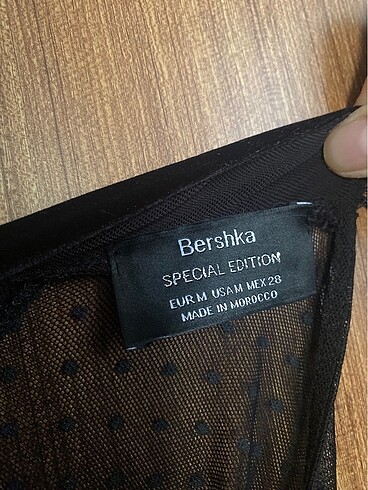 Bershka
SPECIAL EDITION
EUR M USA M MEX 28
MADE IN MOROCCO